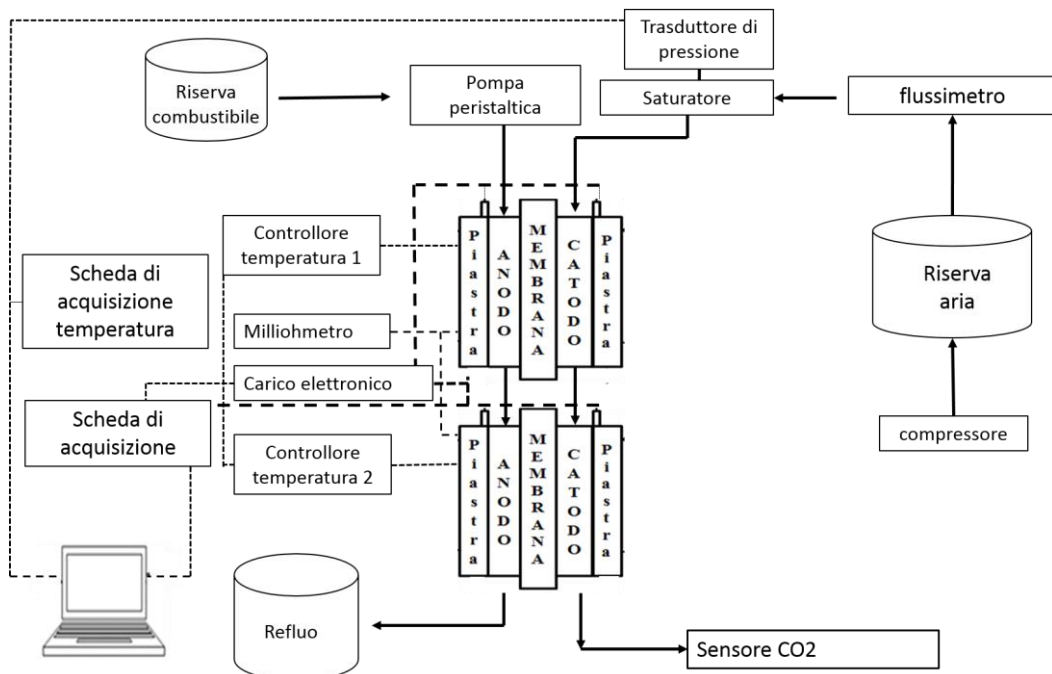 Trasduttore di
pressione
Riserva
combustibile
Pompa
peristaltica
Saturatore
flussimetro
Controllore
temperatura 1
Piastra
ANODO
MEMBRANA
CATODO
Piastra
Scheda di
acquisizione
temperatura
Riserva
aria
Milliohmetro
Carico elettronico
Scheda di
acquisizione
compressore
Controllore
temperatura 2
Piastra
ANODO
MEMBRANA
CATODO
Piastra
Refluo
Sensore CO2